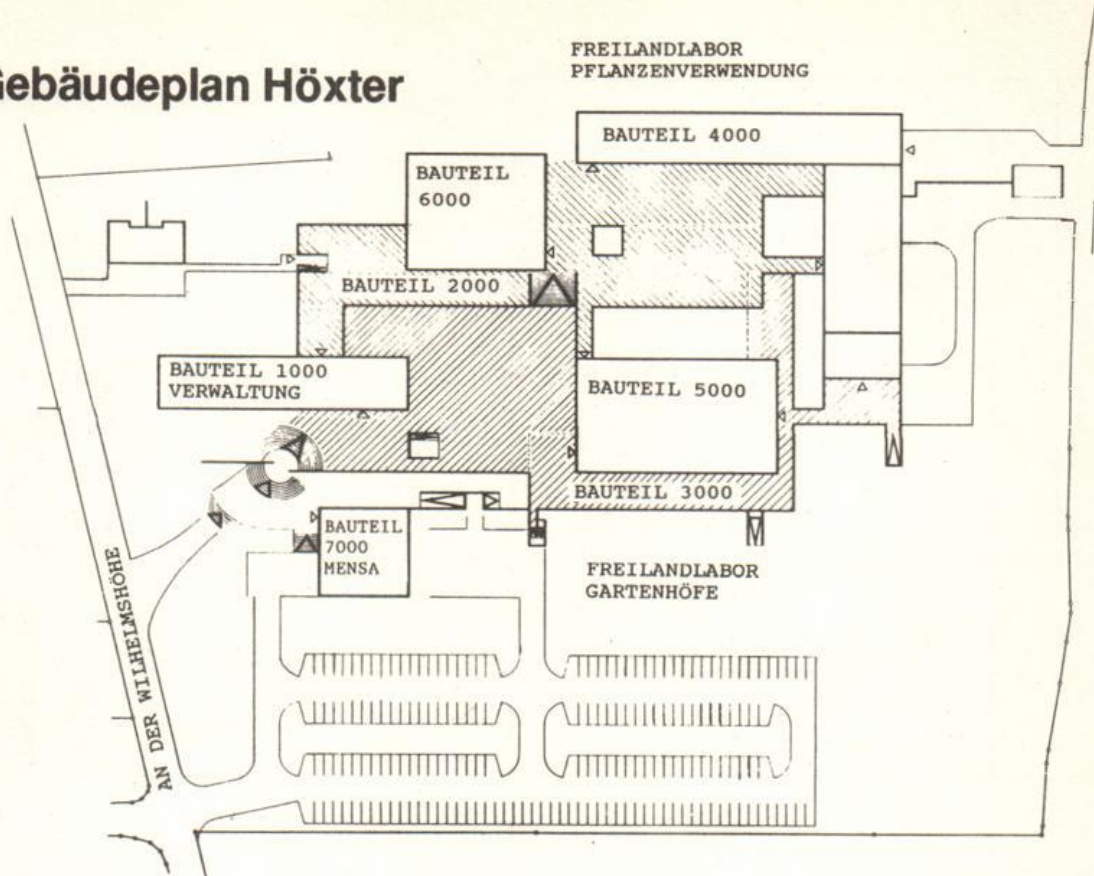 Gebäudeplan Höxter
FREILANDLABOR
PFLANZENVERWENDUNG
BAUTEIL 4000
BAUTEIL
6000
BAUTEIL 2000
BAUTEIL 1000
VERWALTUNG
BAUTEIL 5000
BAUTEIL 3000
BAUTEIL
7000
MENSA
FREILANDLABOR
GARTENHÖFE
AN DER WILHELMSHÖHE